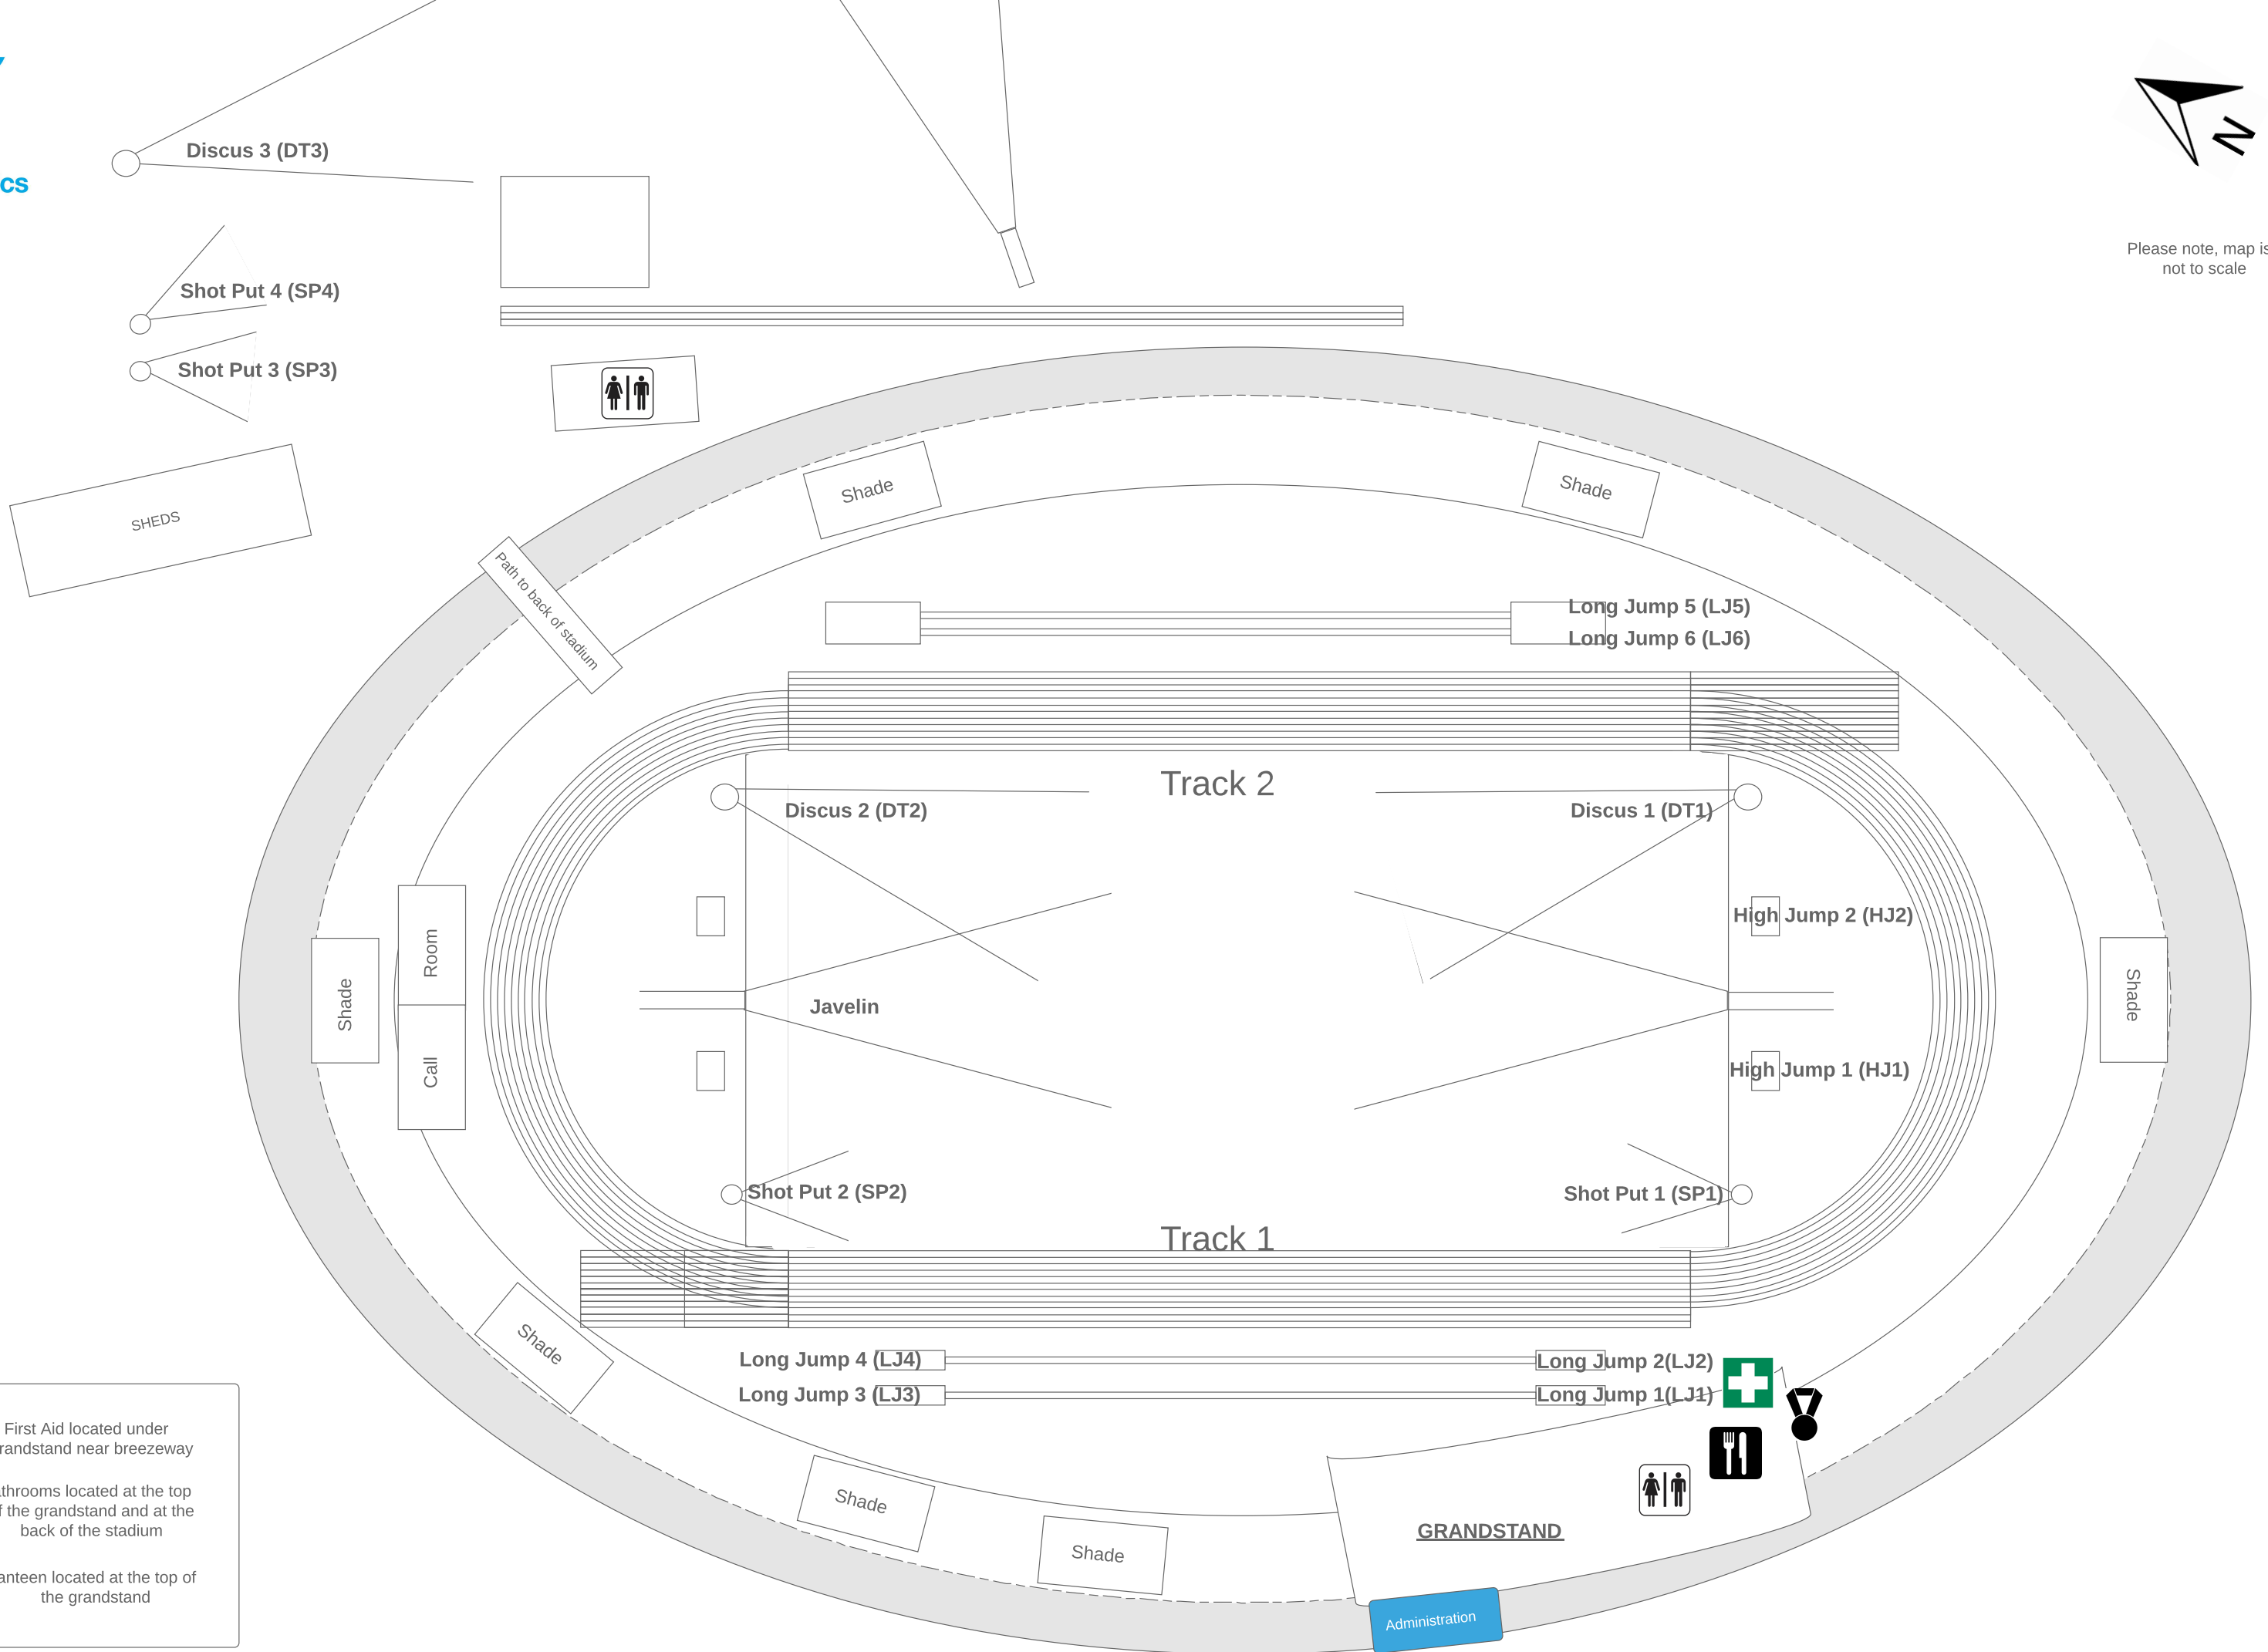 cs
Discus 3 (DT3)
N
Please note, map is
not to scale
Shot Put 4 (SP4)
Shot Put 3 (SP3)
SHEDS
Shade
Shade
Path to back of stadium
Long Jump 5 (LJ5)
Long Jump 6 (LJ6)
Track 2
Discus 2 (DT2)
Discus 1 (DT1)
High Jump 2 (HJ2)
Room
Shade
Shade
Javelin
Call
High Jump 1 (HJ1)
Shot Put 2 (SP2)
Shot Put 1 (SP1)
Track 1
Shade
Long Jump 4 (LJ4)
Long Jump 2(LJ2)
Long Jump 3 (LJ3)
Long Jump 1(LJ1)
First Aid located under
randstand near breezeway
throoms located at the top
f the grandstand and at the
back of the stadium
anteen located at the top of
the grandstand
Shade
Shade
GRANDSTAND
Administration